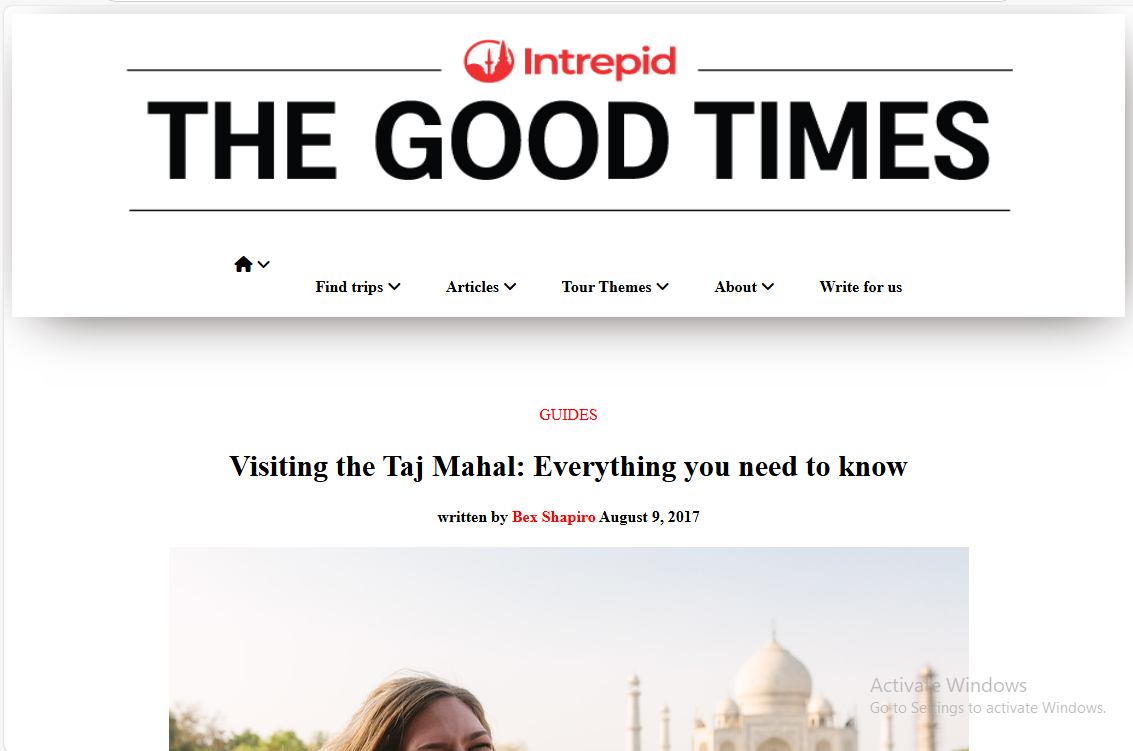 Intrepid
THE GOOD TIMES
Find trips
Articles
Tour Themes
About
Write for us
GUIDES
Visiting the Taj Mahal: Everything you need to know
written by Bex Shapiro August 9, 2017
Activate Windows
Go to Settings to activate Windows.